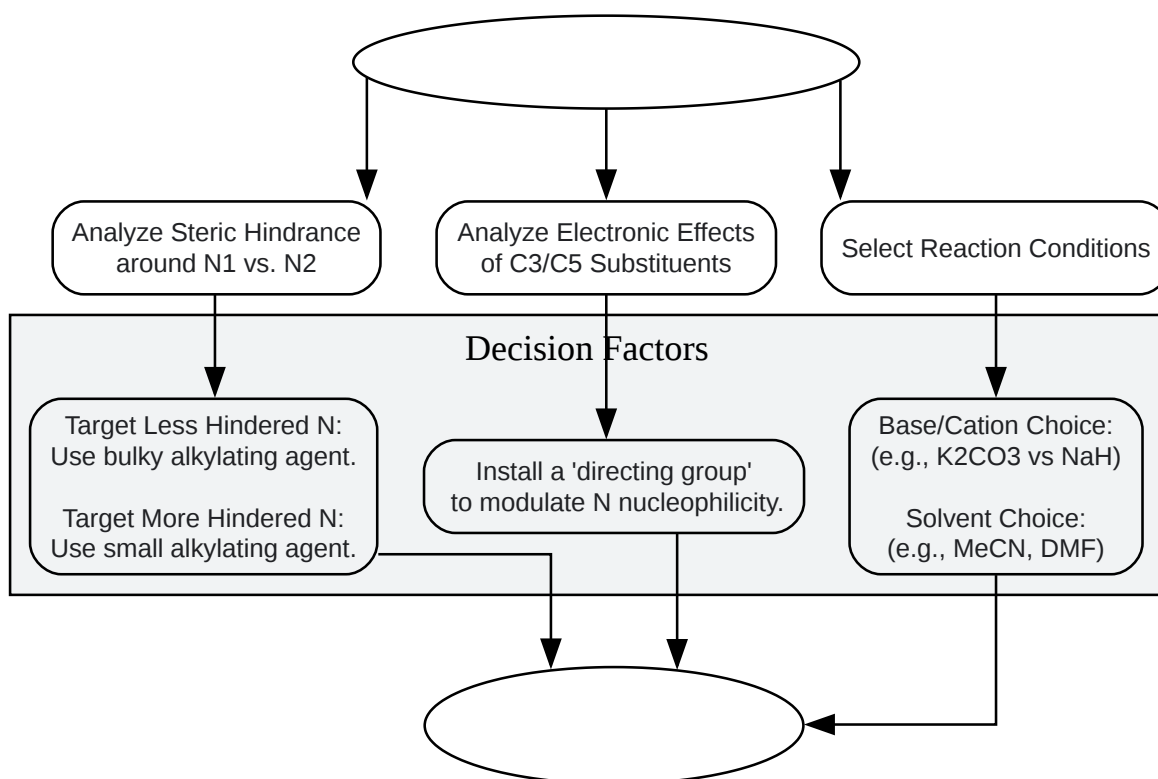 Analyze Steric Hindrance
around N1 vs. N2
Analyze Electronic Effects
of C3/C5 Substituents
Select Reaction Conditions
Decision Factors
Target Less Hindered N:
Use bulky alkylating agent.
Target More Hindered N:
Use small alkylating agent.
Install a 'directing group'
to modulate N nucleophilicity.
Base/Cation Choice:
(e.g., K2CO3 vs NaH)
Solvent Choice:
(e.g., MeCN, DMF)